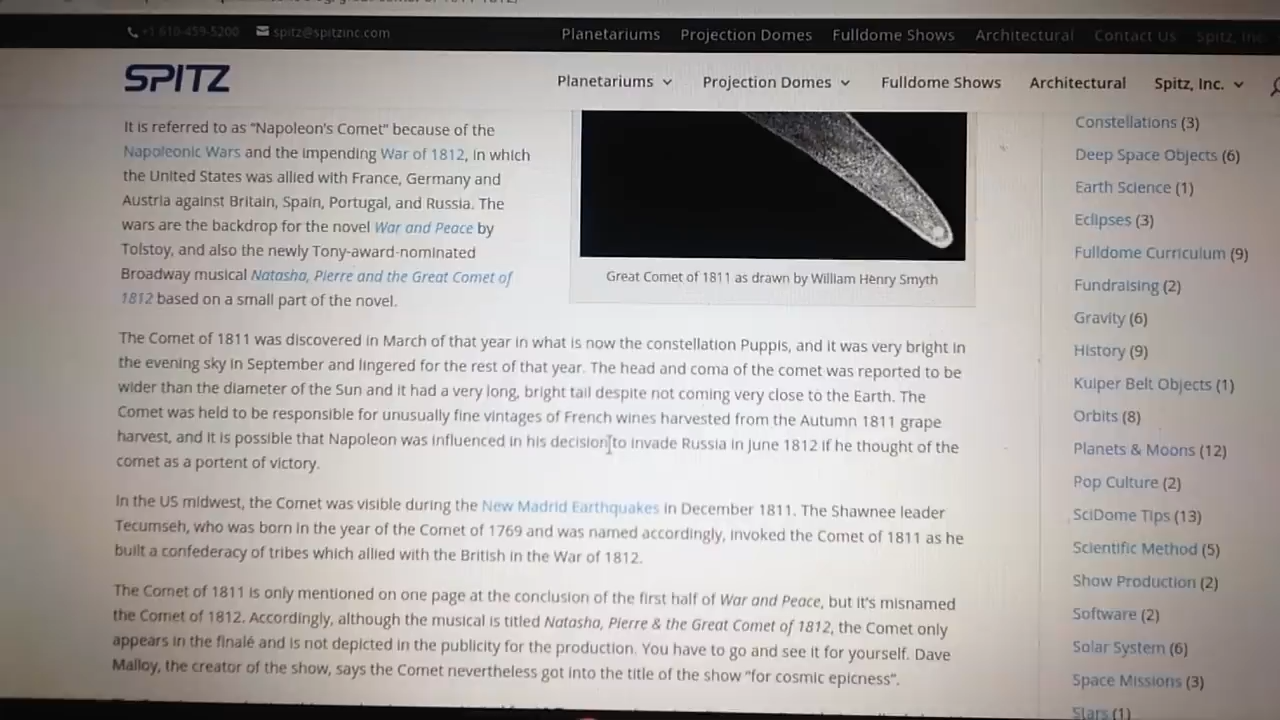 +1 610-459-5200 spitz@spitzinc.com Planetariums Projection Domes Fulldome Shows Architectural Contact Us Spitz, Inc.
SPITZ Planetariums Projection Domes Fulldome Shows Architectural Spitz, Inc.
It is referred to as "Napoleon's Comet" because of the
Napoleonic Wars and the impending War of 1812, in which
the United States was allied with France, Germany and
Austria against Britain, Spain, Portugal, and Russia. The
wars are the backdrop for the novel War and Peace by
Tolstoy, and also the newly Tony-award-nominated
Broadway musical Natasha, Pierre and the Great Comet of
1812 based on a small part of the novel.
Great Comet of 1811 as drawn by William Henry Smyth
The Comet of 1811 was discovered in March of that year in what is now the constellation Puppis, and it was very bright in
the evening sky in September and lingered for the rest of that year. The head and coma of the comet was reported to be
wider than the diameter of the Sun and it had a very long, bright tail despite not coming very close to the Earth. The
Comet was held to be responsible for unusually fine vintages of French wines harvested from the Autumn 1811 grape
harvest, and it is possible that Napoleon was influenced in his decision to invade Russia in June 1812 if he thought of the
comet as a portent of victory.
In the US midwest, the Comet was visible during the New Madrid Earthquakes in December 1811. The Shawnee leader
Tecumseh, who was born in the year of the Comet of 1769 and was named accordingly, invoked the Comet of 1811 as he
built a confederacy of tribes which allied with the British in the War of 1812.
The Comet of 1811 is only mentioned on one page at the conclusion of the first half of War and Peace, but it's misnamed
the Comet of 1812. Accordingly, although the musical is titled Natasha, Pierre & the Great Comet of 1812, the Comet only
appears in the finalé and is not depicted in the publicity for the production. You have to go and see it for yourself. Dave
Malloy, the creator of the show, says the Comet nevertheless got into the title of the show "for cosmic epicness".
Constellations (3)
Deep Space Objects (6)
Earth Science (1)
Eclipses (3)
Fulldome Curriculum (9)
Fundraising (2)
Gravity (6)
History (9)
Kuiper Belt Objects (1)
Orbits (8)
Planets & Moons (12)
Pop Culture (2)
SciDome Tips (13)
Scientific Method (5)
Show Production (2)
Software (2)
Solar System (6)
Space Missions (3)
Stars (1)